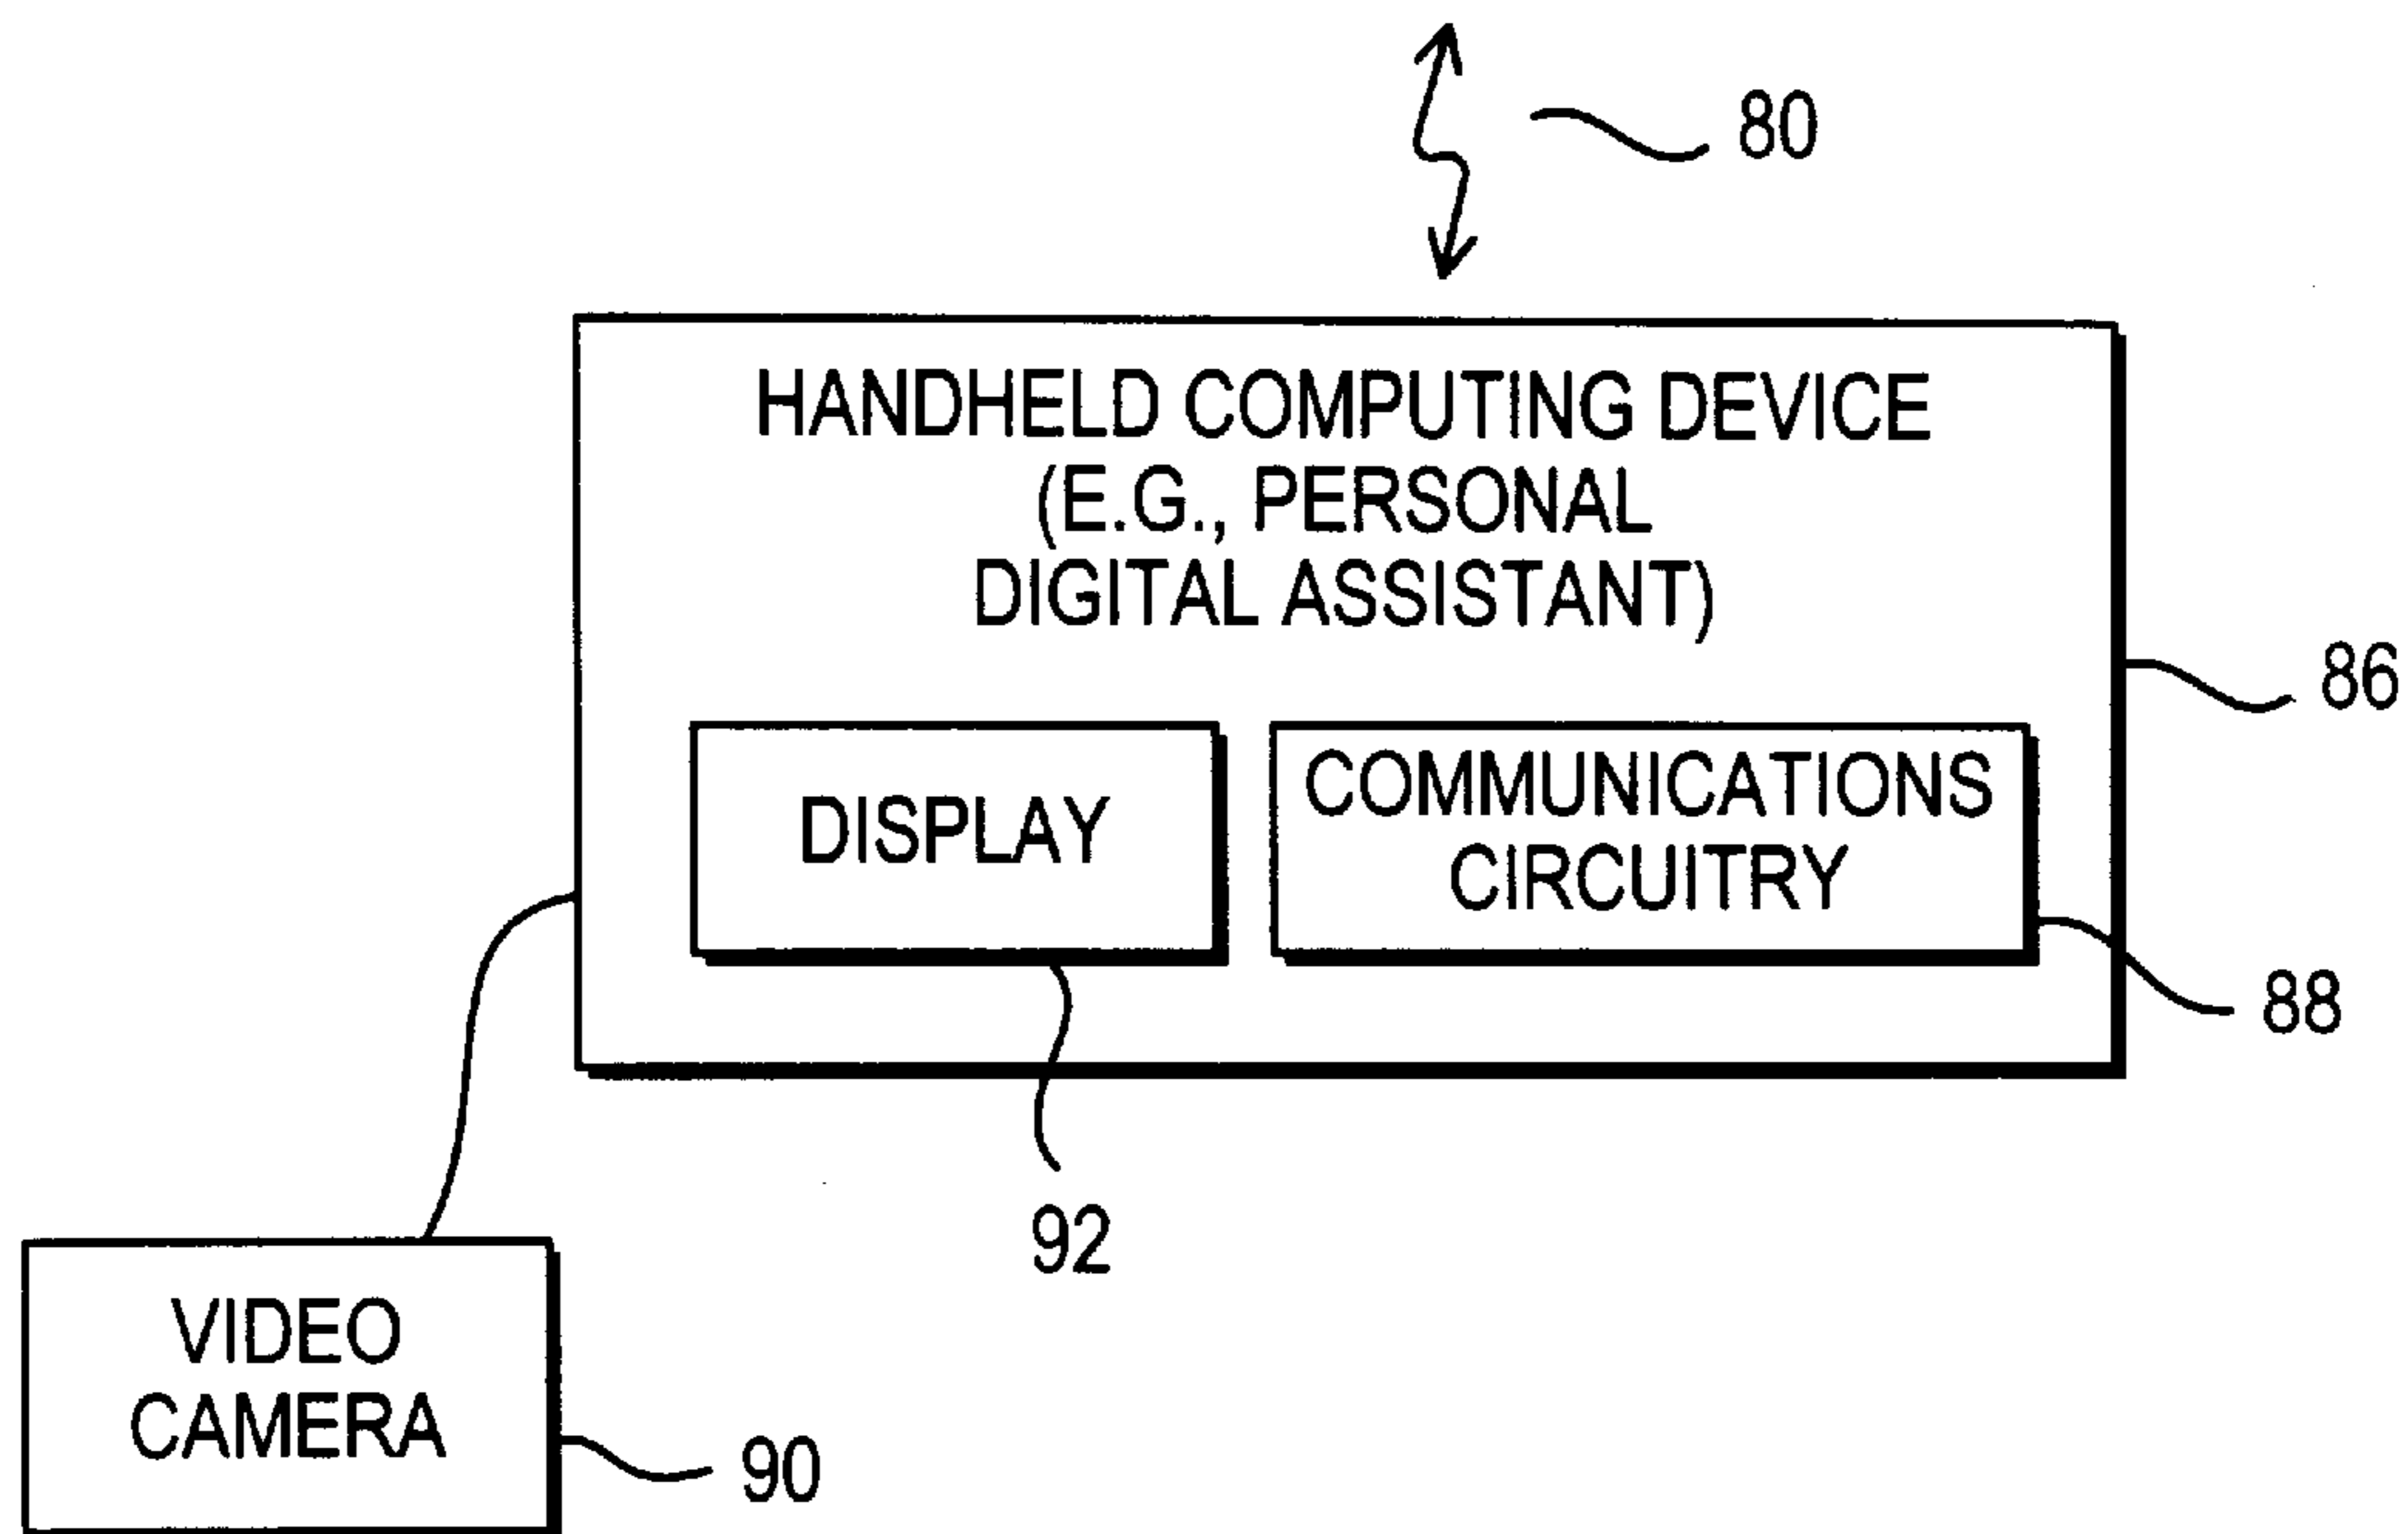 80
HANDHELD COMPUTING DEVICE
(E.G., PERSONAL
DIGITAL ASSISTANT)
86
DISPLAY
COMMUNICATIONS
CIRCUITRY
88
92
VIDEO
CAMERA
90